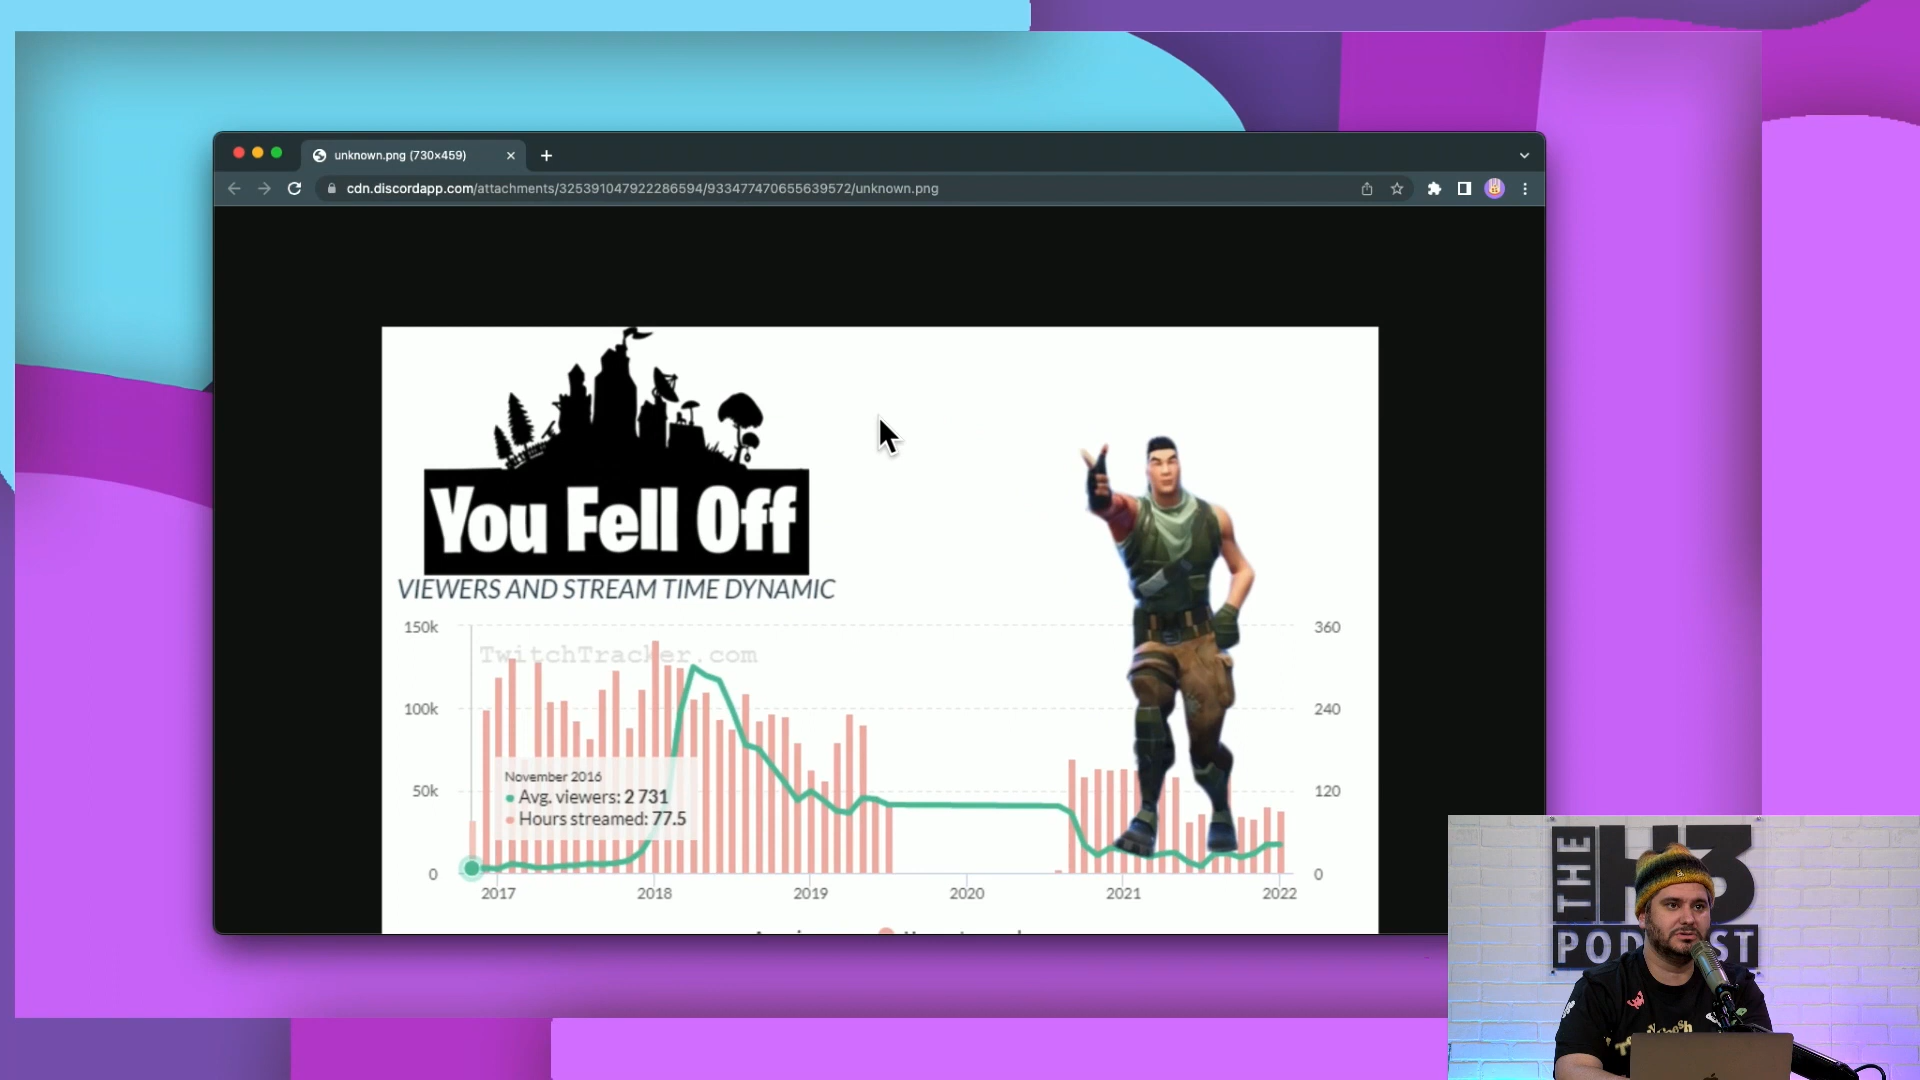 unknown.png (730×459)
cdn.discordapp.com/attachments/325391047922286594/933477470655639572/unknown.png
You Fell Off
VIEWERS AND STREAM TIME DYNAMIC
150k
360
TwitchTracker.com
100k
240
November 2016
Avg. viewers: 2 731
Hours streamed: 77.5
50k
120
0
0
2017
2018
2019
2020
2021
2022
THE
H3
PODCAST